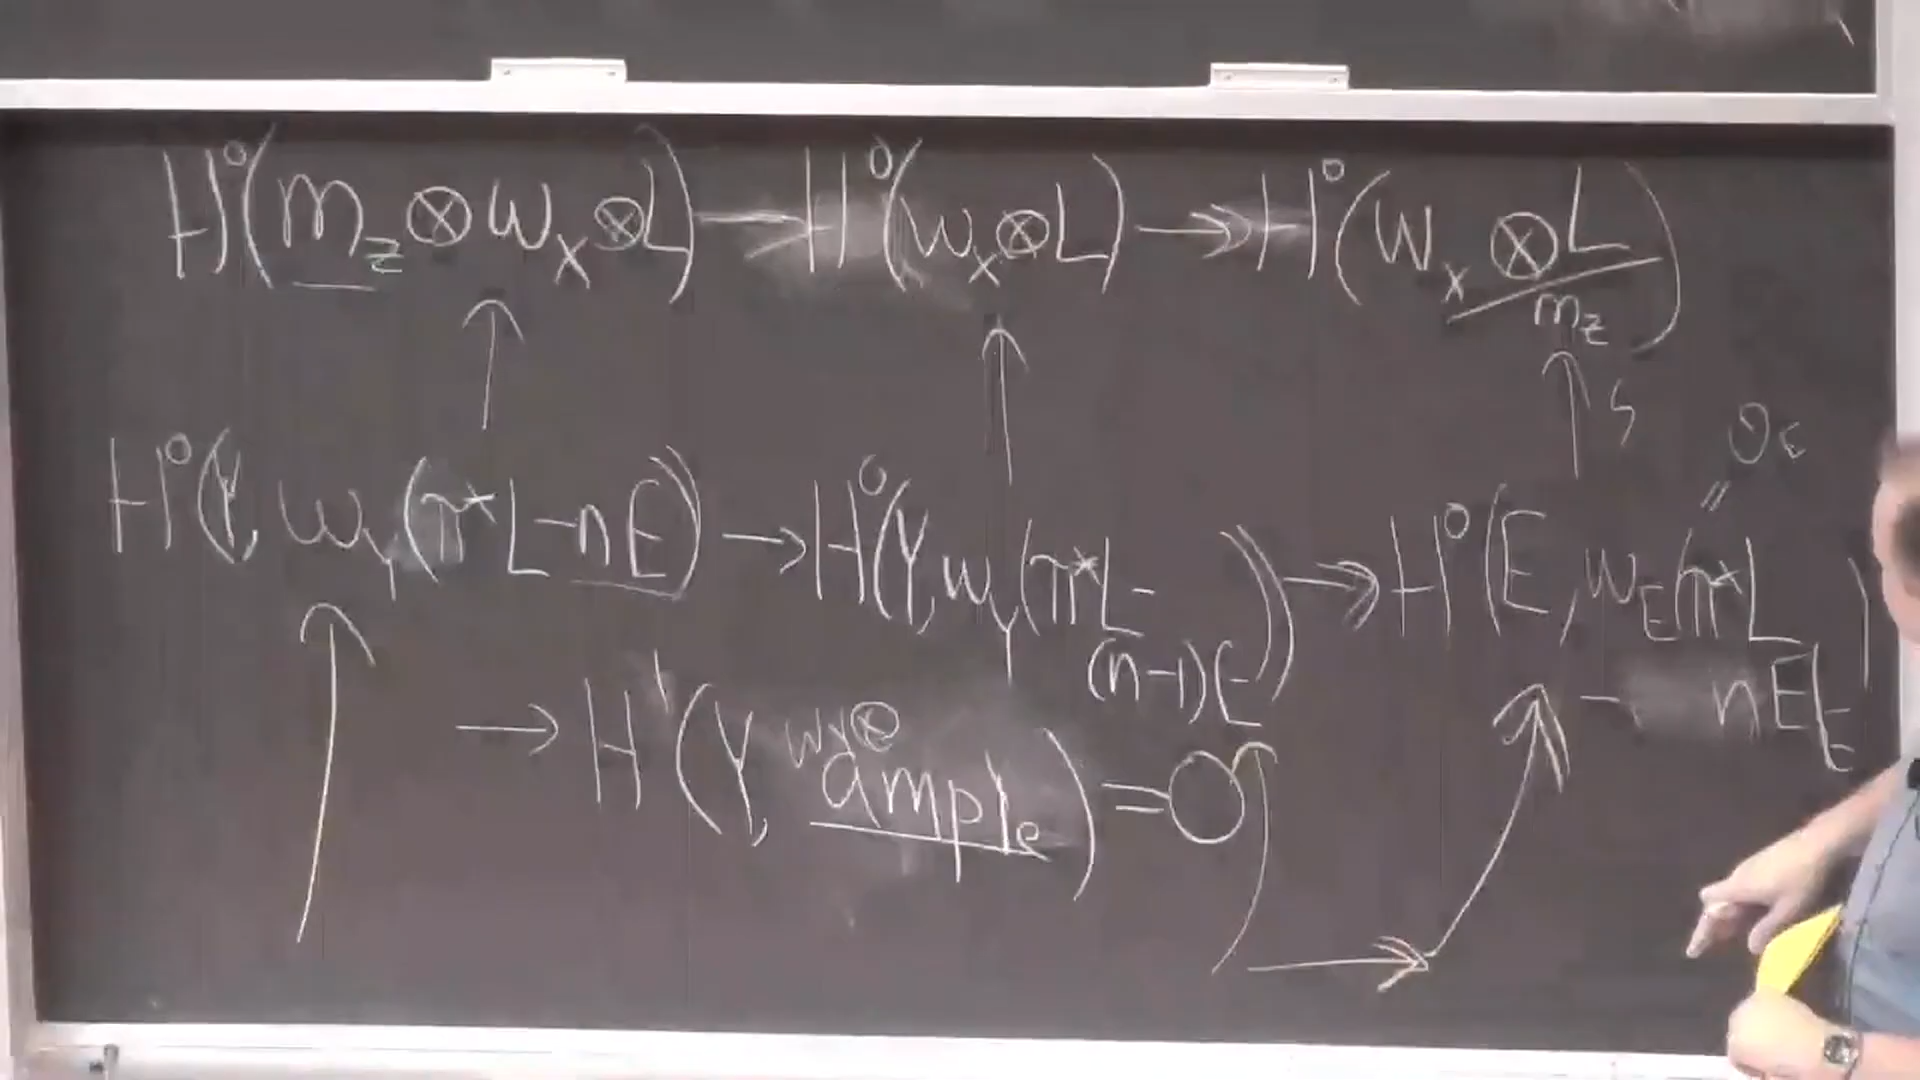 H⁰(m_z ⊗ ω_X ⊗ L) → H⁰(ω_X ⊗ L) ↠ H⁰(ω_X ⊗ L / m_z)
↑ ↑ ↑ S
O_E
=
H⁰(Y, ω_Y(π*L - nE)) → H⁰(Y, ω_Y(π*L - (n-1)E)) ↠ H⁰(E, ω_E(π*L - nE|_E)
→ H¹(Y, ω_Y ⊗ ample) = 0